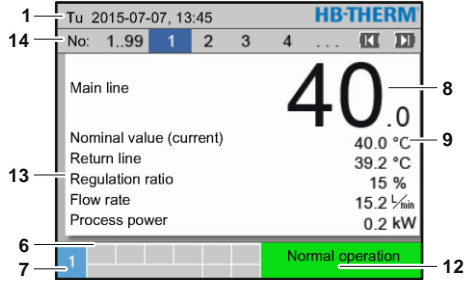 1 Tu 2015-07-07, 13:45 HB-THERM
14 No: 1..99 1 2 3 4 ...
Main line 40.0 8
Nominal value (current) 40.0 °C 9
Return line 39.2 °C
13 Regulation ratio 15 %
Flow rate 15.2 L/min
Process power 0.2 kW
6
7 1 Normal operation 12